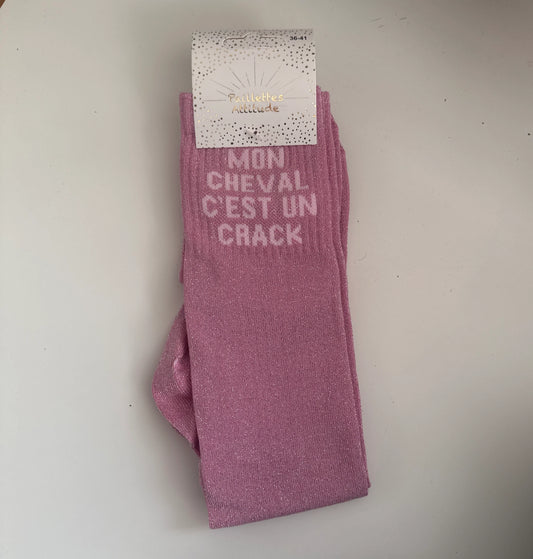 36-41
Paillettes
Attitude
MON
CHEVAL
C'EST UN
CRACK